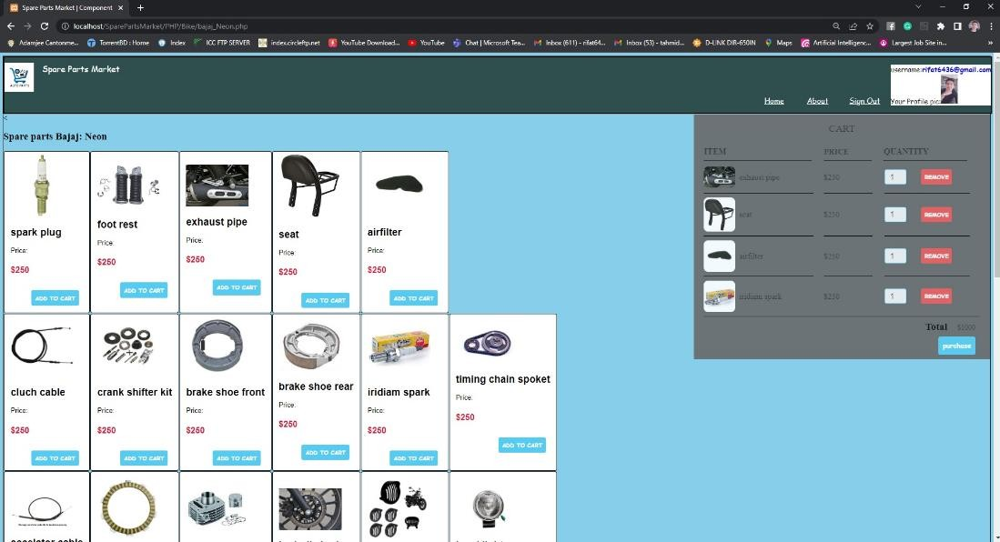 Spare Parts Market | Component
localhost/SparePartsMarket/PHP/Bike/bajaj_Neon.php
Adamjee Cantonme... TorrentBD : Home Index ICC FTP SERVER index.circleftp.net YouTube Download... YouTube Chat | Microsoft Tea... Inbox (611) - rifat64... Inbox (53) - tahmid... D-LINK DIR-650IN Maps Artificial Intelligenc... Largest Job Site in...
Spare Parts Market
AUTO PARTS
username:rifat6436@gmail.com
Your Profile pic:
Home About Sign Out
<
Spare parts Bajaj: Neon
spark plug
Price:
$250
ADD TO CART
foot rest
Price:
$250
ADD TO CART
exhaust pipe
Price:
$250
ADD TO CART
seat
Price:
$250
ADD TO CART
airfilter
Price:
$250
ADD TO CART
cluch cable
Price:
$250
ADD TO CART
crank shifter kit
Price:
$250
ADD TO CART
brake shoe front
Price:
$250
ADD TO CART
brake shoe rear
Price:
$250
ADD TO CART
iridiam spark
Price:
$250
ADD TO CART
timing chain spoket
Price:
$250
ADD TO CART
CART
ITEM PRICE QUANTITY
exhaust pipe $250 1 REMOVE
seat $250 1 REMOVE
airfilter $250 1 REMOVE
iridiam spark $250 1 REMOVE
Total $1000
purchase